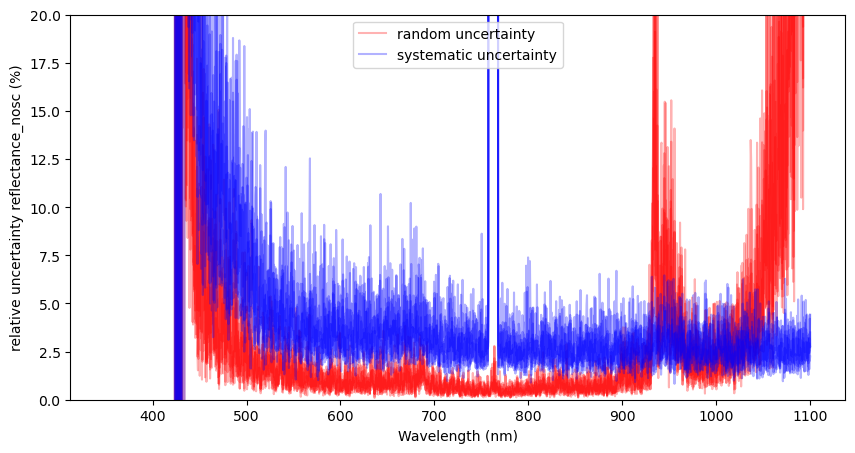 20.0
17.5
15.0
12.5
10.0
7.5
5.0
2.5
0.0
relative uncertainty reflectance_nosc (%)
random uncertainty
systematic uncertainty
400 500 600 700 800 900 1000 1100
Wavelength (nm)